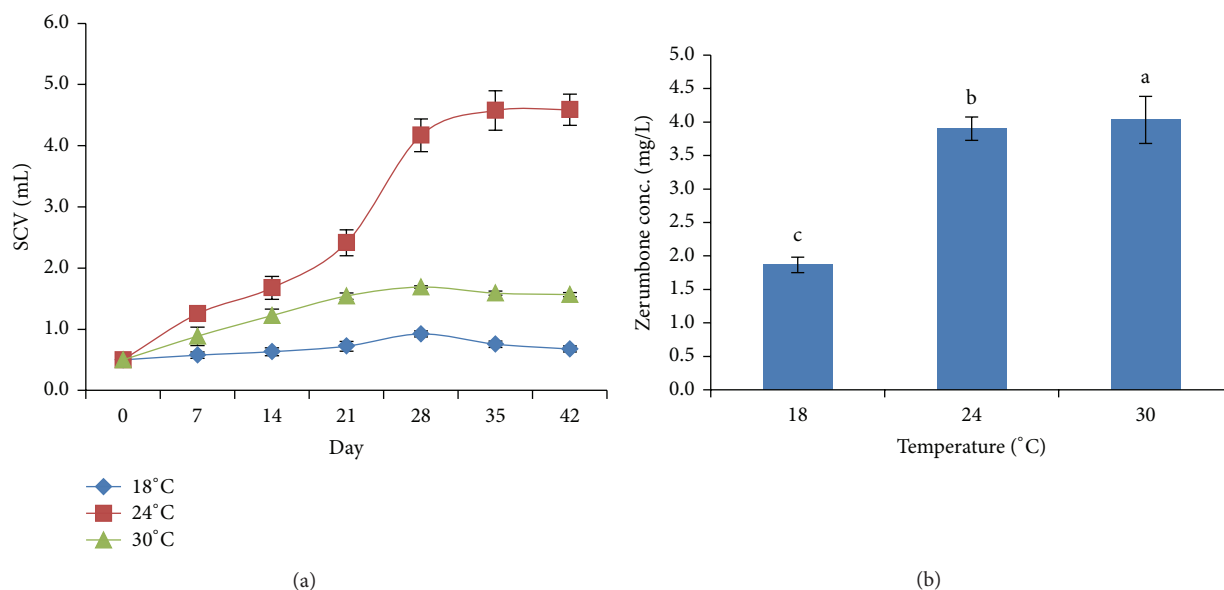 6.0
5.0
4.0
3.0
2.0
1.0
0.0
SCV (mL)
0 7 14 21 28 35 42
Day
18°C
24°C
30°C
(a)
5.0
4.5
4.0
3.5
3.0
2.5
2.0
1.5
1.0
0.5
0.0
Zerumbone conc. (mg/L)
c
b
a
18 24 30
Temperature (°C)
(b)